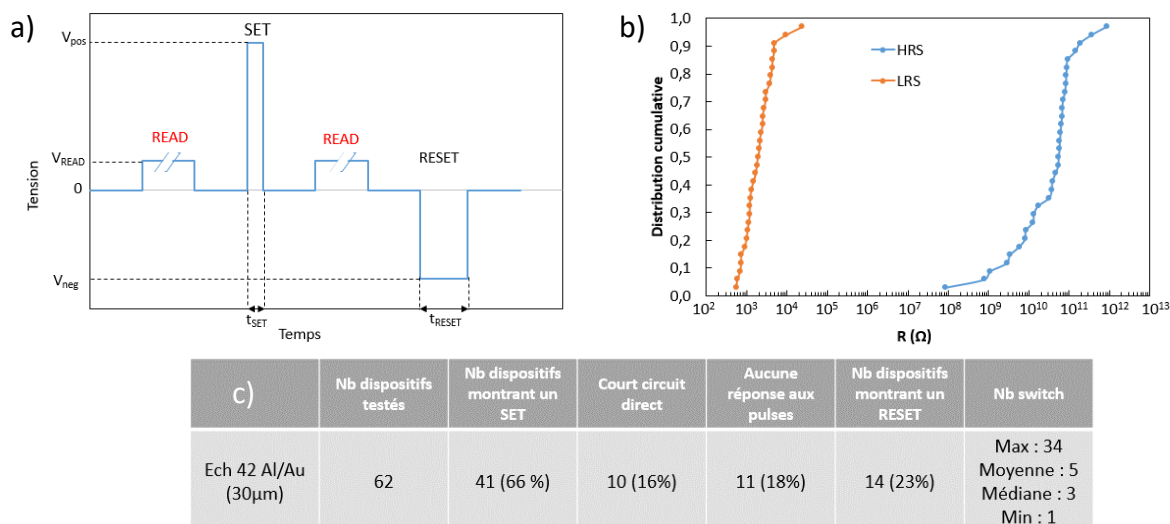 a)
SET
V_pos
READ
READ
V_READ
RESET
0
Tension
V_neg
t_SET
t_RESET
Temps
b)
1,0
0,9
0,8
0,7
0,6
0,5
0,4
0,3
0,2
0,1
0,0
Distribution cumulative
HRS
LRS
10² 10³ 10⁴ 10⁵ 10⁶ 10⁷ 10⁸ 10⁹ 10¹⁰ 10¹¹ 10¹² 10¹³
R (Ω)
c)
Nb dispositifs
testés
Nb dispositifs
montrant un
SET
Court circuit
direct
Aucune
réponse aux
pulses
Nb dispositifs
montrant un
RESET
Nb switch
Ech 42 Al/Au
(30µm)
62
41 (66 %)
10 (16%)
11 (18%)
14 (23%)
Max : 34
Moyenne : 5
Médiane : 3
Min : 1